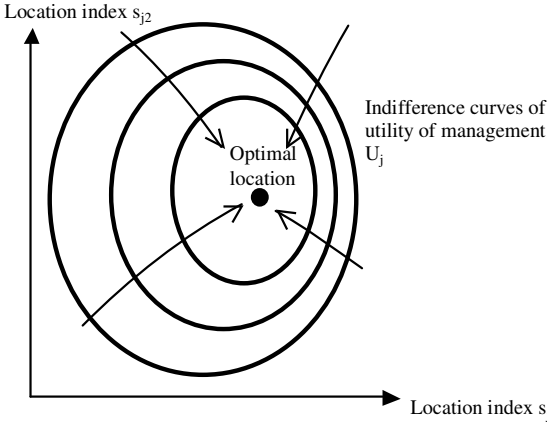 Location index s_j2
Indifference curves of
utility of management
U_j
Optimal
location
Location index s